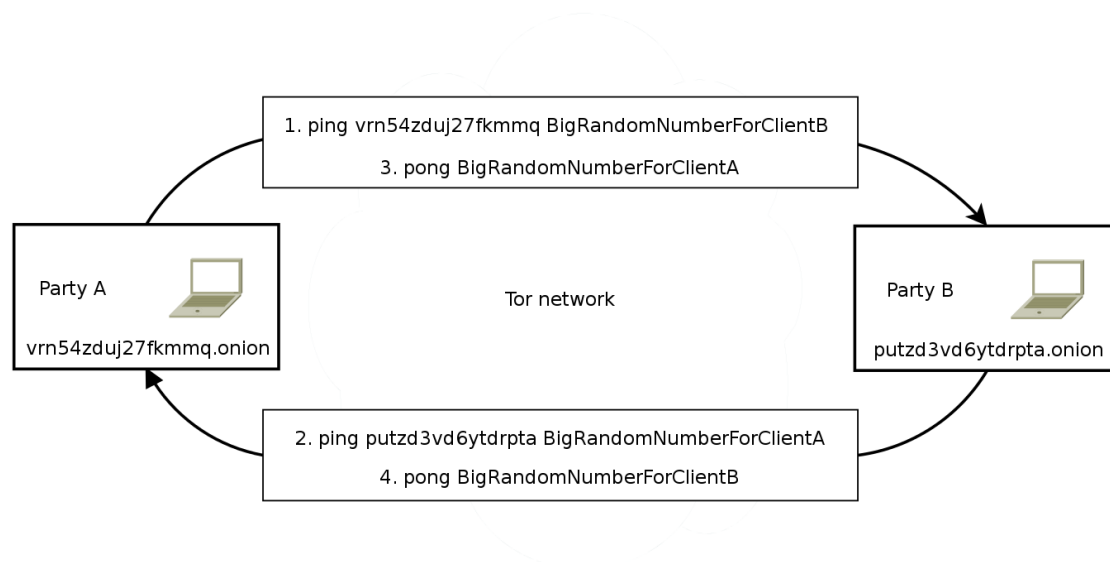 1. ping vrn54zduj27fkmmq BigRandomNumberForClientB
3. pong BigRandomNumberForClientA
Party A
vrn54zduj27fkmmq.onion
Tor network
Party B
putzd3vd6ytdrpta.onion
2. ping putzd3vd6ytdrpta BigRandomNumberForClientA
4. pong BigRandomNumberForClientB